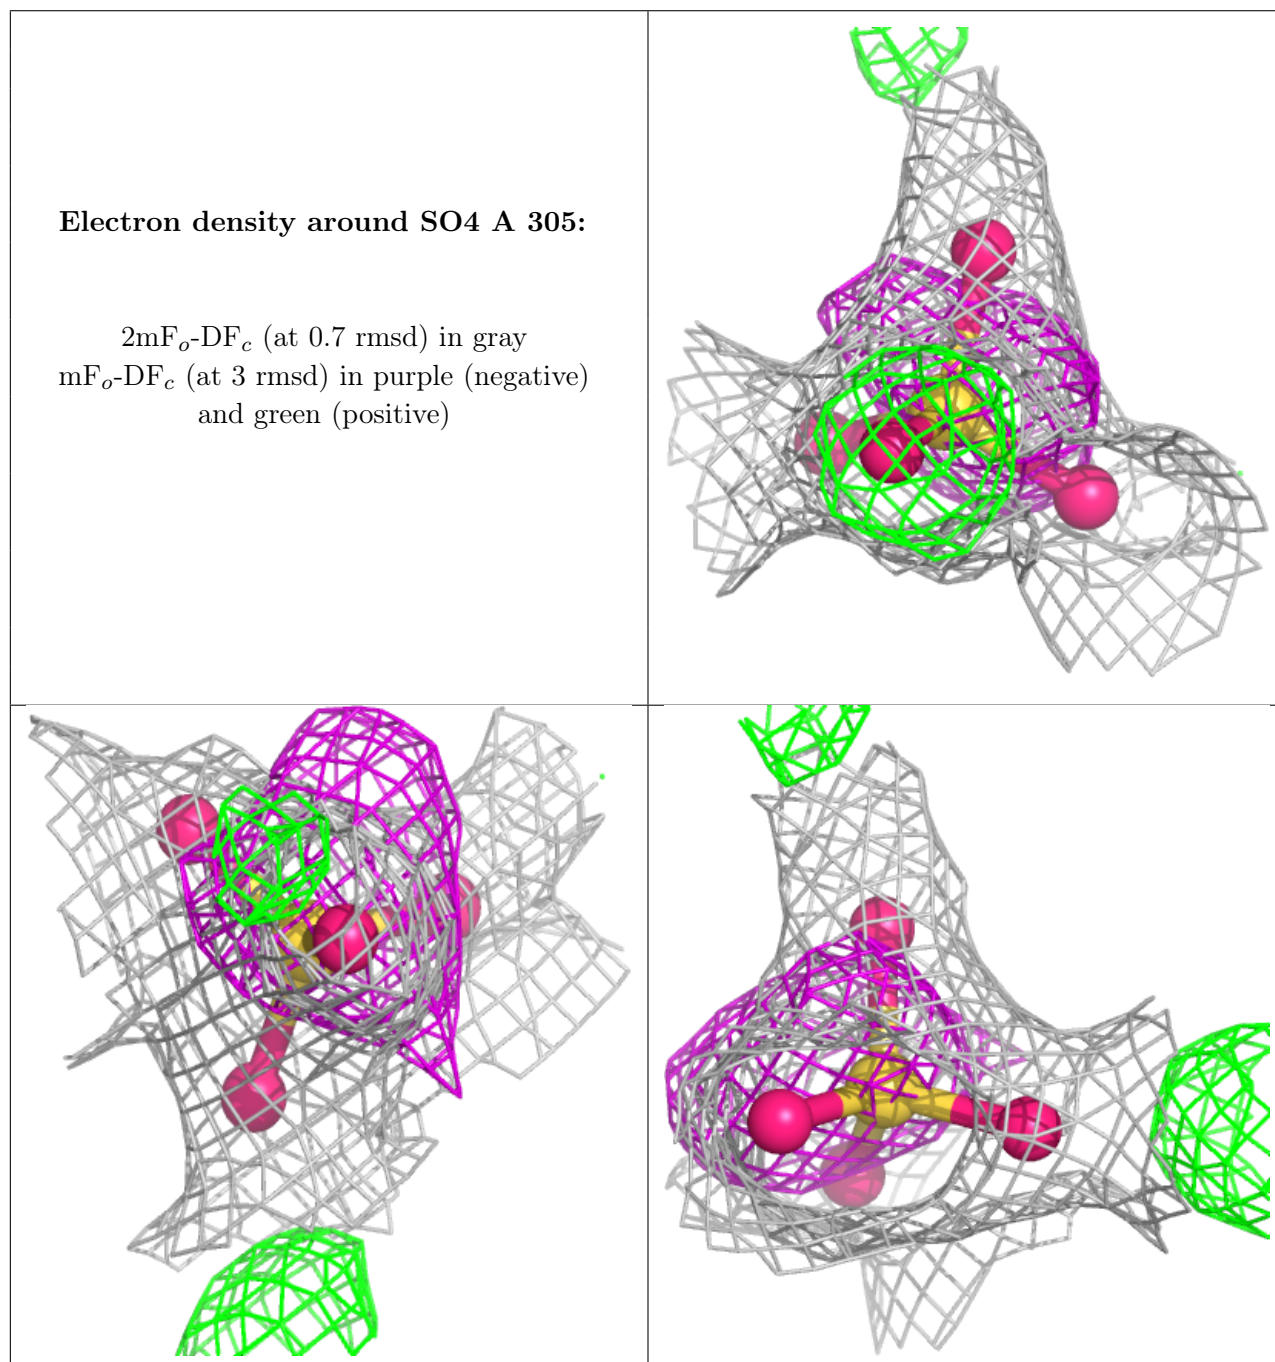 Electron density around SO4 A 305:
2mFo-DFc (at 0.7 rmsd) in gray
mFo-DFc (at 3 rmsd) in purple (negative)
and green (positive)